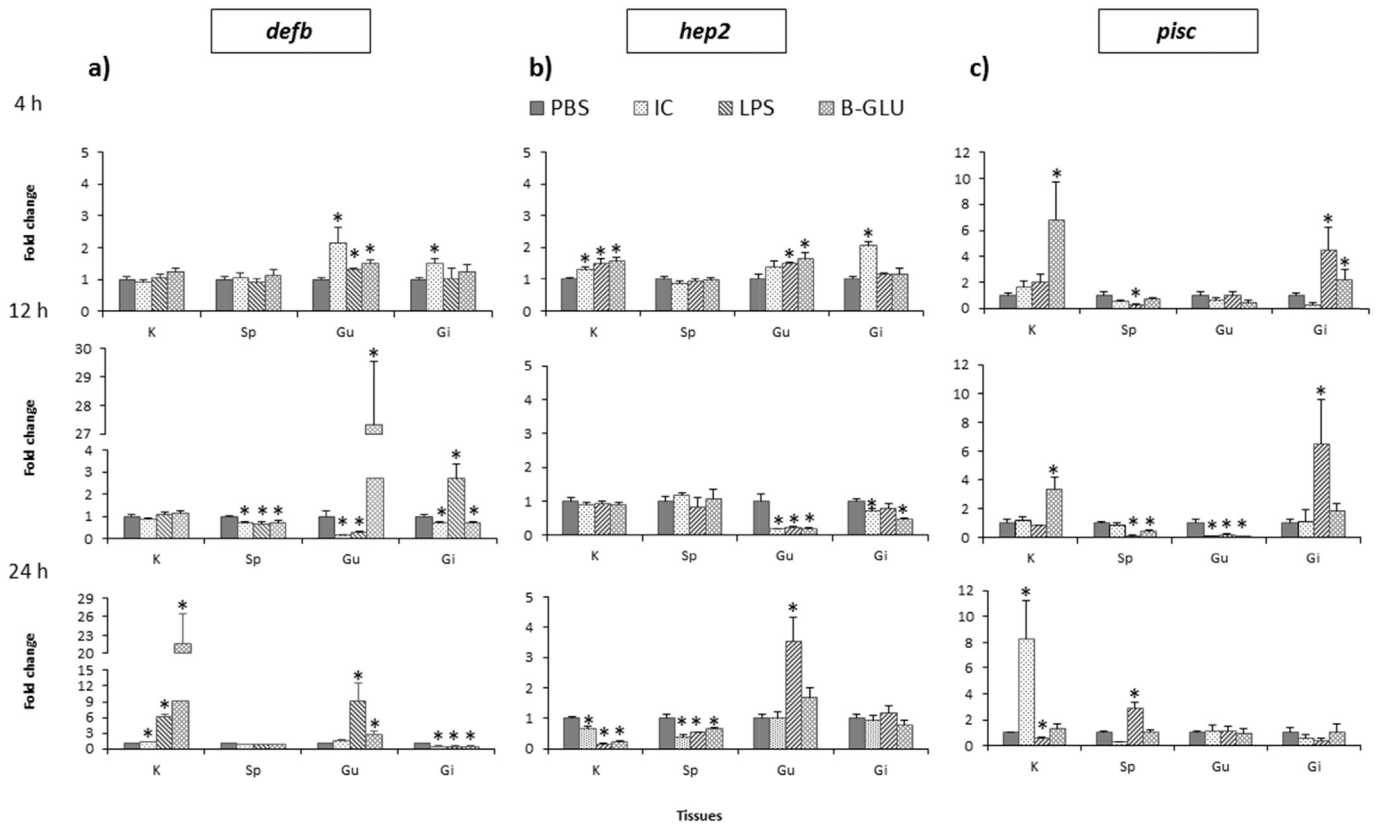 defb hep2 pisc
a) b) c)
4 h
PBS IC LPS B-GLU
Fold change
5
4
3
2
1
0
* * * *
K Sp Gu Gi
5
4
3
2
1
0
* * * * * *
K Sp Gu Gi
12
10
8
6
4
2
0
* * * *
K Sp Gu Gi
12 h
Fold change
30
29
28
27
4
3
2
1
0
* * * * * * * * *
K Sp Gu Gi
5
4
3
2
1
0
* * * * *
K Sp Gu Gi
12
10
8
6
4
2
0
* * * * * * *
K Sp Gu Gi
24 h
Fold change
29
26
23
20
15
12
9
6
3
0
* * * * * * * *
K Sp Gu Gi
5
4
3
2
1
0
* * * * * * *
K Sp Gu Gi
12
10
8
6
4
2
0
* * *
K Sp Gu Gi
Tissues